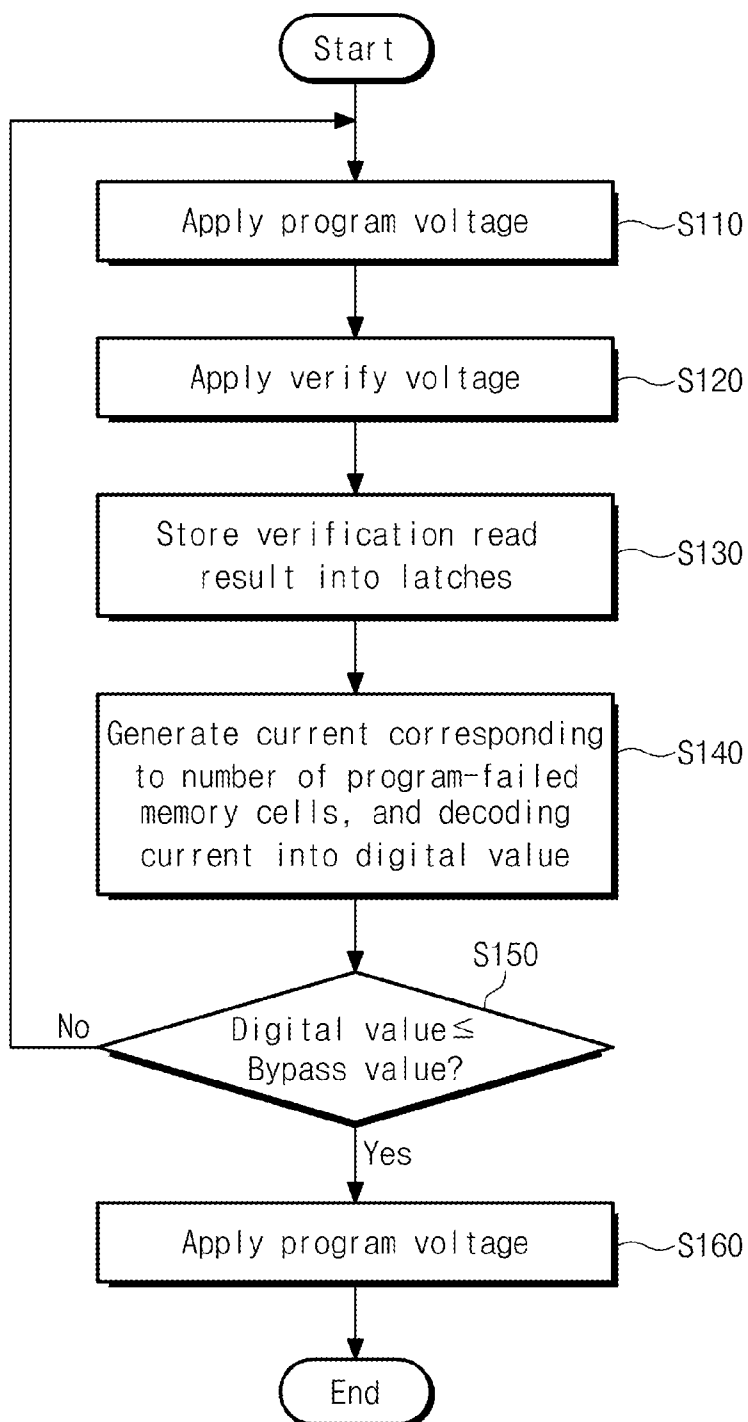 Start
Apply program voltage
S110
Apply verify voltage
S120
Store verification read
result into latches
S130
Generate current corresponding
to number of program-failed
memory cells, and decoding
current into digital value
S140
S150
Digital value≦
Bypass value?
No
Yes
Apply program voltage
S160
End